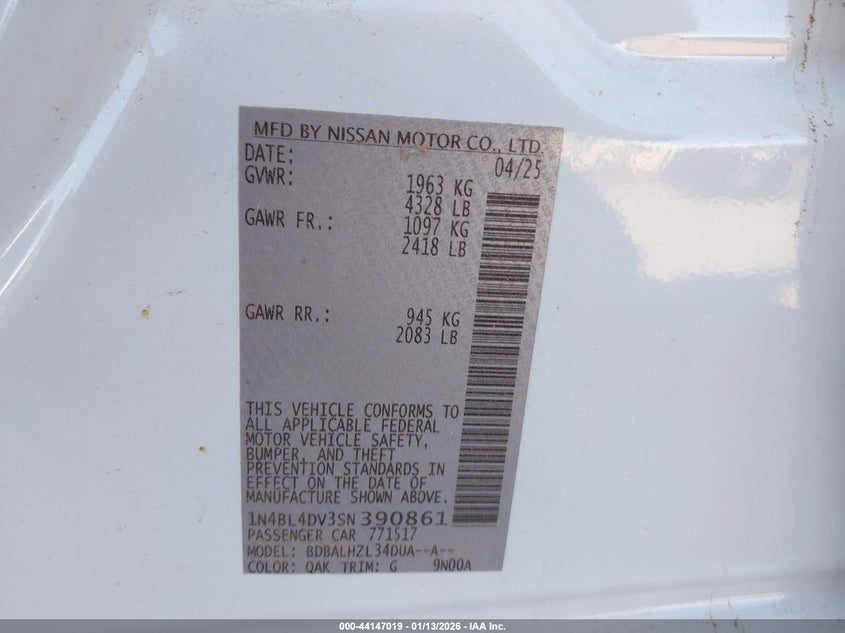 MFD BY NISSAN MOTOR CO., LTD.
DATE: 04/25
GVWR: 1963 KG
4328 LB
GAWR FR.: 1097 KG
2418 LB
GAWR RR.: 945 KG
2083 LB
THIS VEHICLE CONFORMS TO
ALL APPLICABLE FEDERAL
MOTOR VEHICLE SAFETY,
BUMPER, AND THEFT
PREVENTION STANDARDS IN
EFFECT ON THE DATE OF
MANUFACTURE SHOWN ABOVE.
1N4BL4DV3SN390861
PASSENGER CAR 771517
MODEL: BDBALHZL34DUA--A--
COLOR: QAK TRIM: G 9N00A
000-44147019 - 01/13/2026 - IAA Inc.